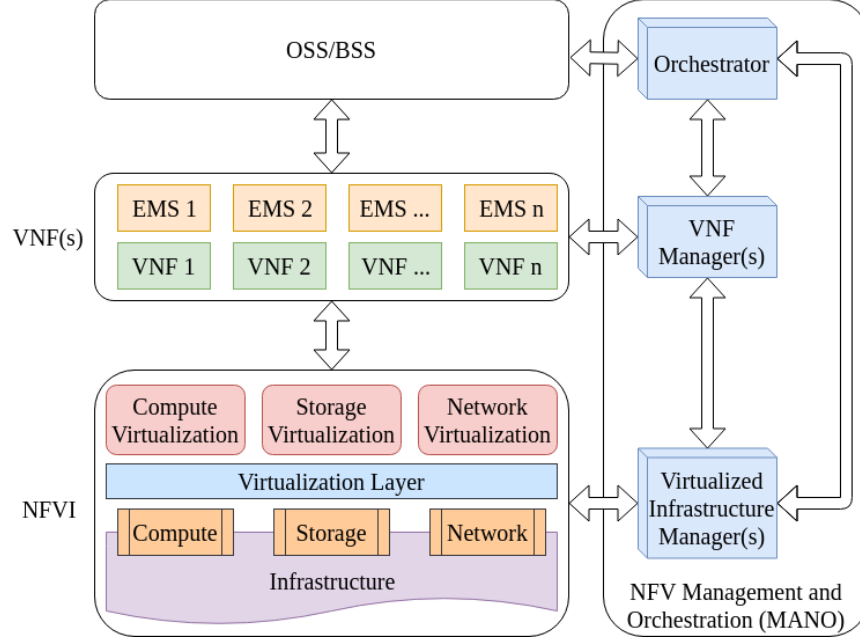 OSS/BSS
Orchestrator
VNF(s)
EMS 1
EMS 2
EMS ...
EMS n
VNF 1
VNF 2
VNF ...
VNF n
VNF
Manager(s)
NFVI
Compute
Virtualization
Storage
Virtualization
Network
Virtualization
Virtualization Layer
Compute
Storage
Network
Infrastructure
Virtualized
Infrastructure
Manager(s)
NFV Management and
Orchestration (MANO)